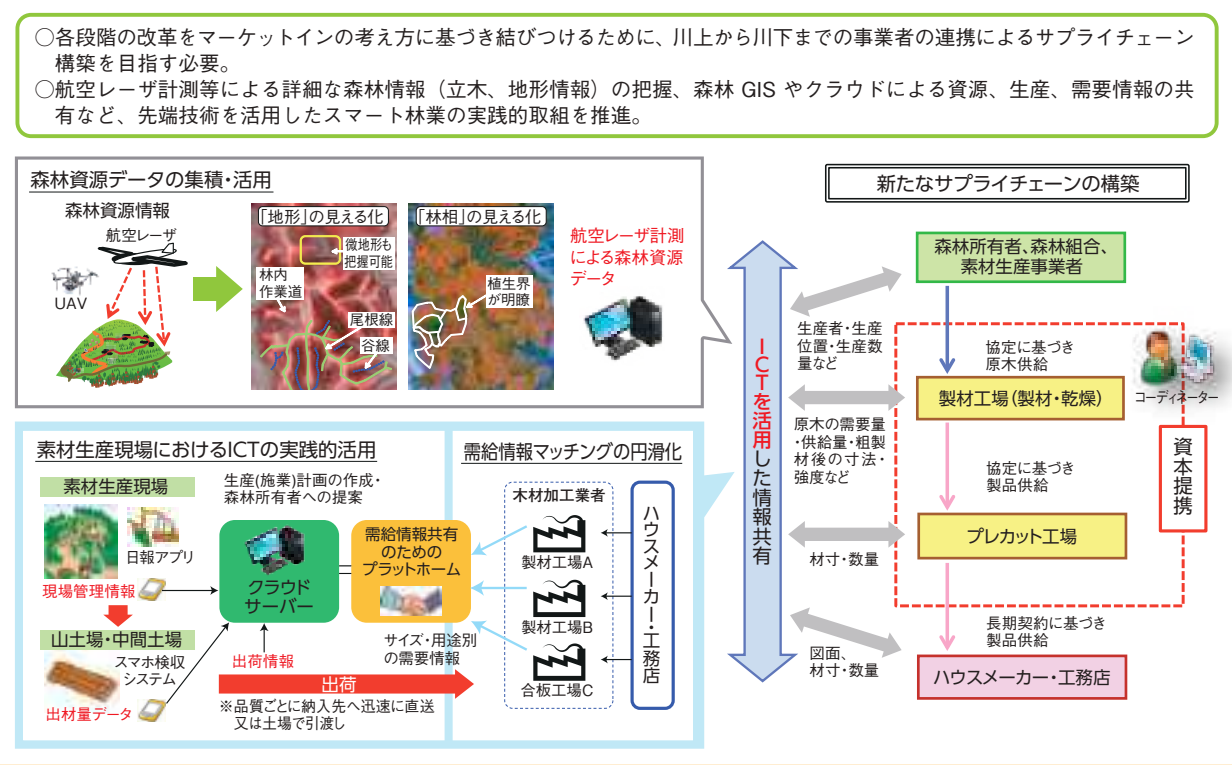 ○各段階の改革をマーケットインの考え方に基づき結びつけるために、川上から川下までの事業者の連携によるサプライチェーン
構築を目指す必要。
○航空レーザ計測等による詳細な森林情報（立木、地形情報）の把握、森林 GIS やクラウドによる資源、生産、需要情報の共
有など、先端技術を活用したスマート林業の実践的取組を推進。
森林資源データの集積・活用
森林資源情報
航空レーザ
UAV
「地形」の見える化
微地形も
把握可能
林内
作業道
尾根線
谷線
「林相」の見える化
植生界
が明瞭
航空レーザ計測
による森林資源
データ
素材生産現場におけるICTの実践的活用
素材生産現場
日報アプリ
現場管理情報
山土場・中間土場
スマホ検収
システム
出材量データ
生産(施業)計画の作成・
森林所有者への提案
クラウド
サーバー
需給情報共有
のための
プラットホーム
出荷情報
サイズ・用途別
の需要情報
出荷
※品質ごとに納入先へ迅速に直送
又は土場で引渡し
需給情報マッチングの円滑化
木材加工業者
製材工場A
製材工場B
合板工場C
ハウスメーカー・工務店
ICTを活用した情報共有
新たなサプライチェーンの構築
森林所有者、森林組合、
素材生産事業者
生産者・生産
位置・生産数
量など
協定に基づき
原木供給
コーディネーター
製材工場（製材・乾燥）
原木の需要量
・供給量・粗製
材後の寸法・
強度など
協定に基づき
製品供給
資本提携
プレカット工場
材寸・数量
長期契約に基づき
製品供給
図面、
材寸・数量
ハウスメーカー・工務店